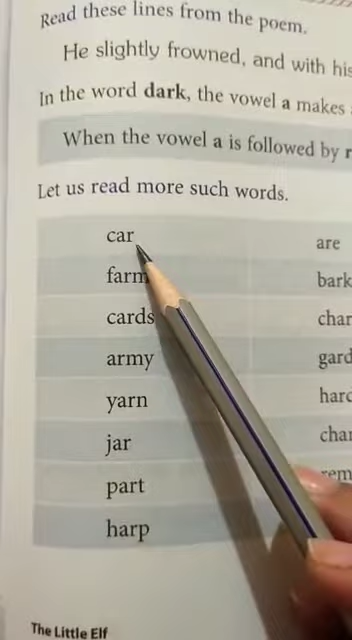 Read these lines from the poem.
He slightly frowned, and with his
In the word dark, the vowel a makes
When the vowel a is followed by r
Let us read more such words.
car are
farm bark
cards
army
yarn
jar
part
harp
The Little Elf